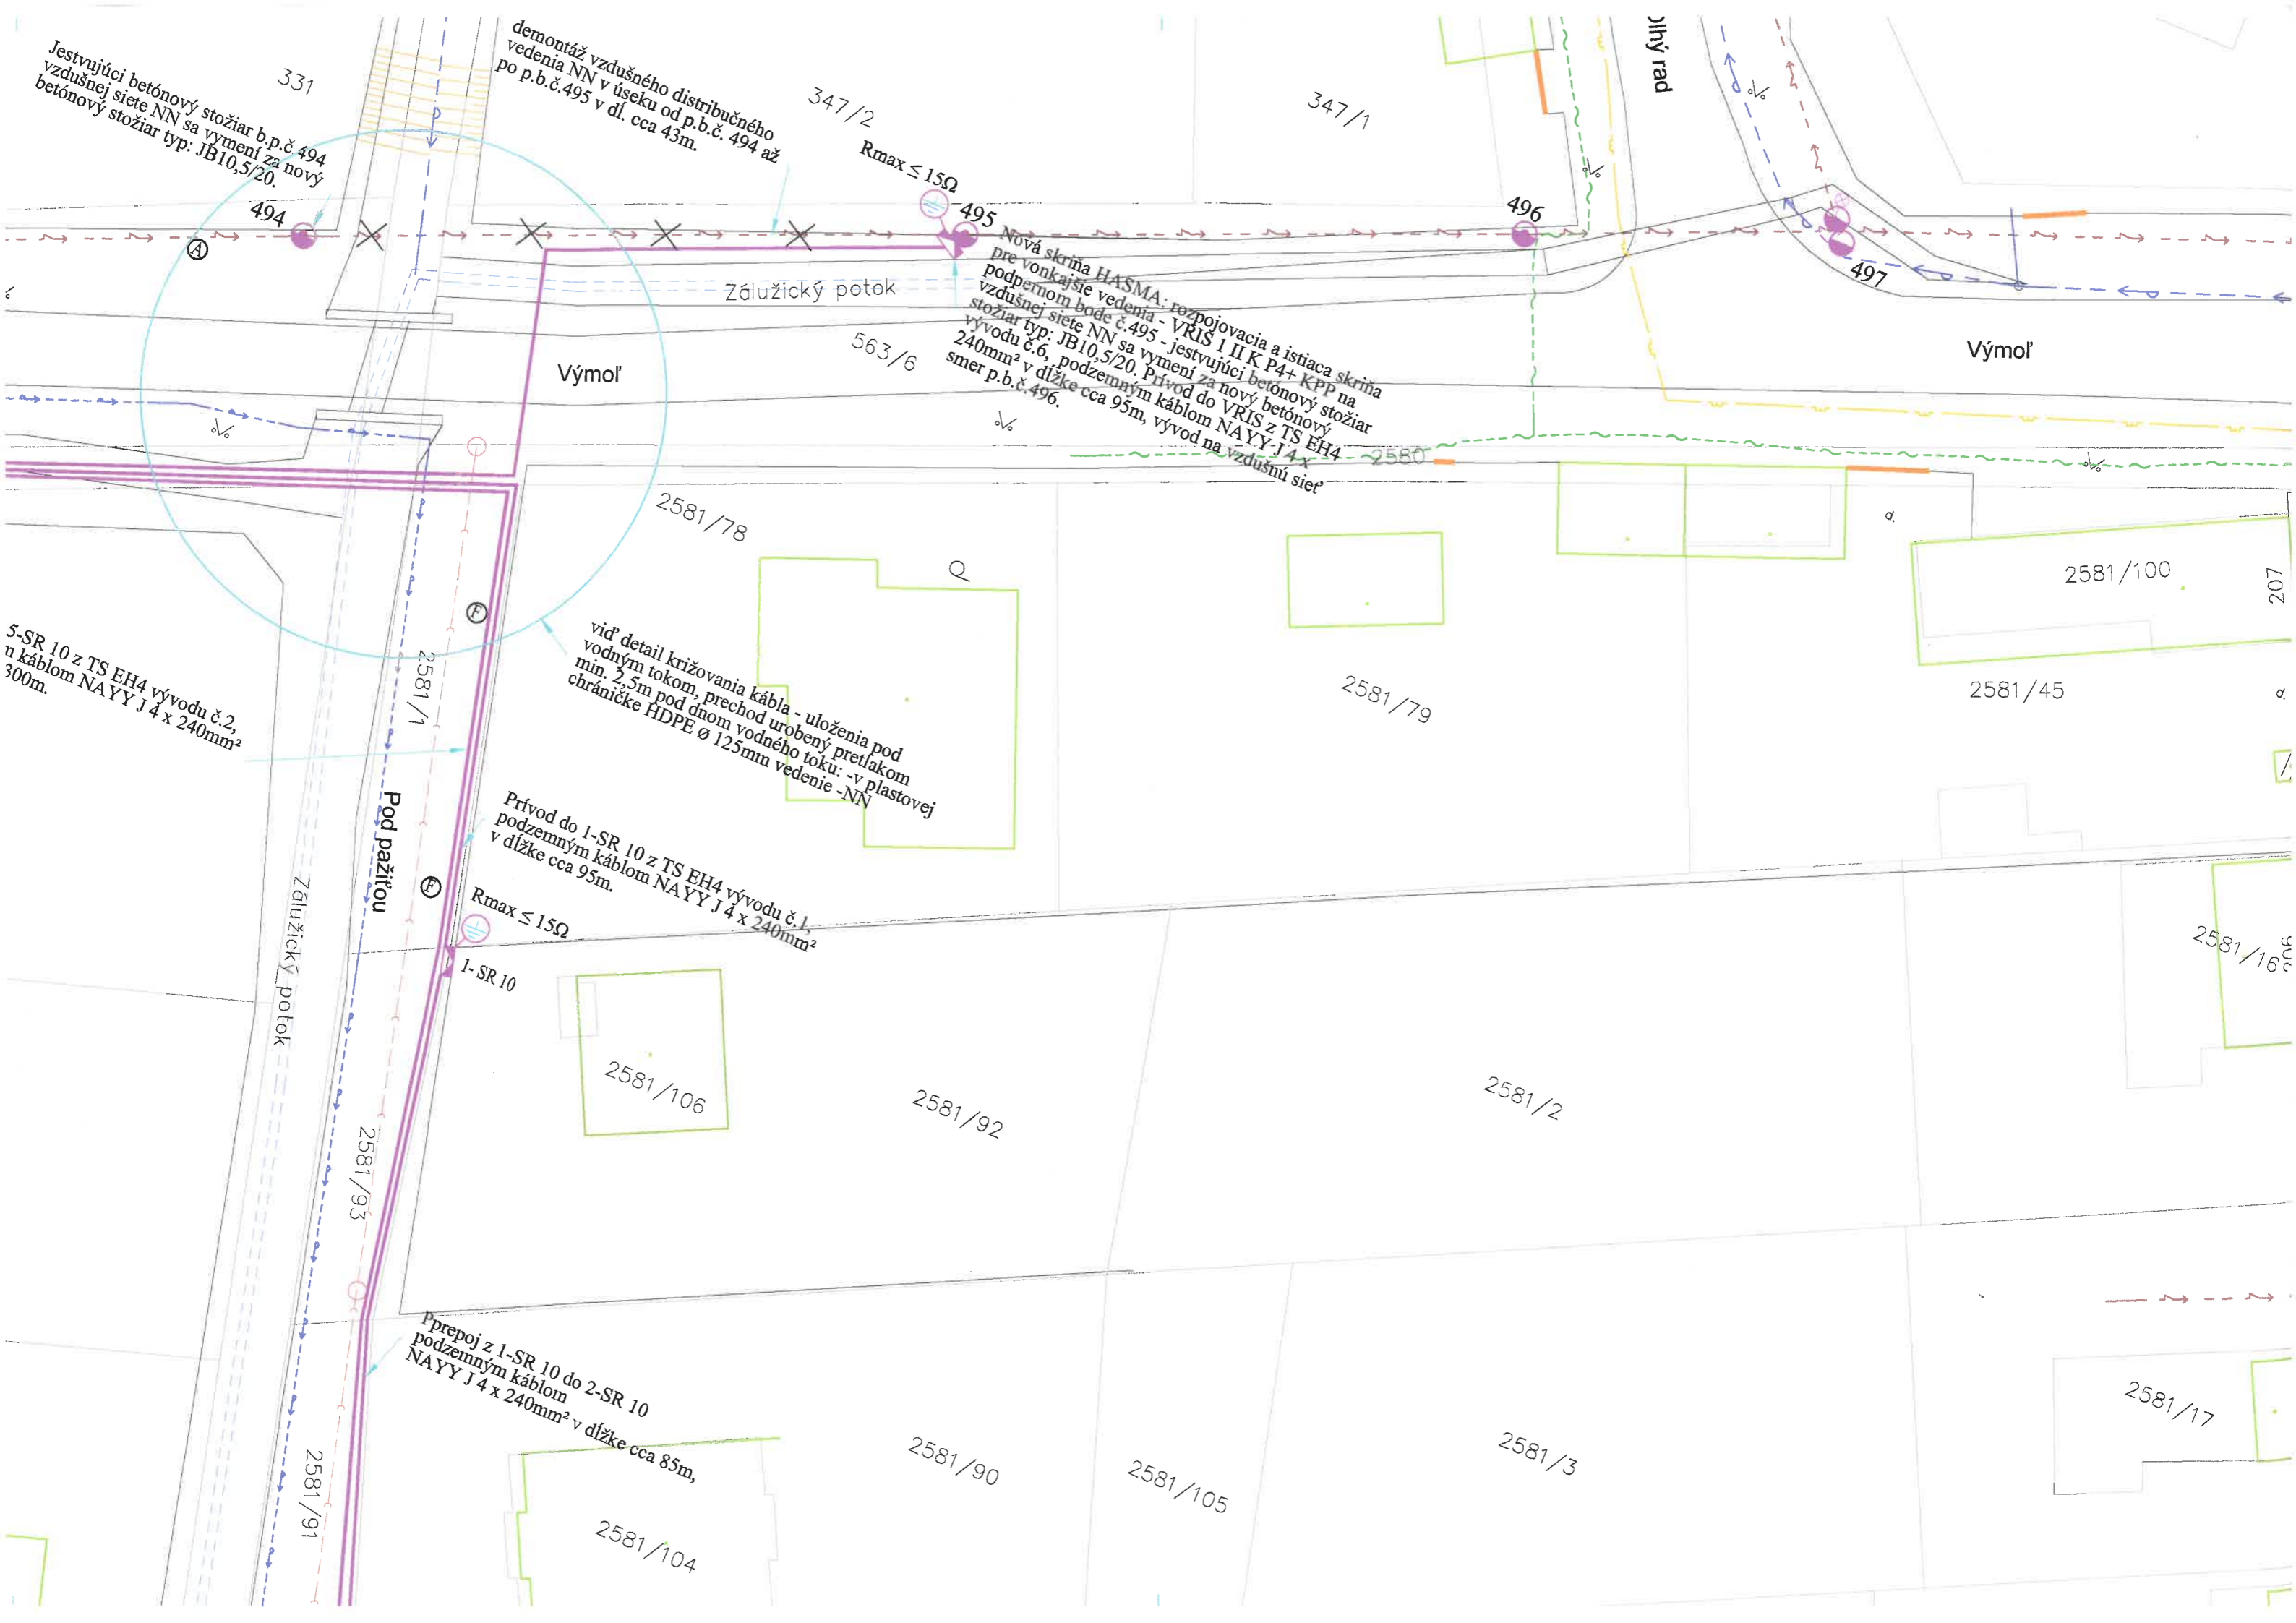 Jestvujúci betónový stožiar b.p.č 494
vzdušnej siete NN sa vymení za nový
betónový stožiar typ: JB10,5/20.
331
demontáž vzdušného distribučného
vedenia NN v úseku od p.b.č. 494 až
po p.b.č.495 v dĺ. cca 43m.
347/2
347/1
Rmax ≤ 15Ω
494
495
496
497
A
Zálužický potok
563/6
Výmoľ
Výmoľ
Nová skriňa HASMA: rozpojovacia a istiaca skriňa
pre vonkajšie vedenia - VRIS 1 II K P4+ KPP na
podpernom bode č.495 - jestvujúci betónový stožiar
vzdušnej siete NN sa vymení za nový betónový
stožiar typ: JB10,5/20. Prívod do VRIS z TS EH4
vývodu č.6, podzemným káblom NAYY-J 4 x
240mm² v dĺžke cca 95m, vývod na vzdušnú sieť
smer p.b.č.496.
2580
2581/78
F
2581/1
5-SR 10 z TS EH4 vývodu č.2,
káblom NAYY J 4 x 240mm²
300m.
viď detail križovania kábla - uloženia pod
vodným tokom, prechod urobený pretlakom
min. 2,5m pod dnom vodného toku: -v plastovej
chráničke HDPE ø 125mm vedenie -NN
2581/79
2581/100
207
2581/45
Pod pažiťou
Prívod do 1-SR 10 z TS EH4 vývodu č.1,
podzemným káblom NAYY J 4 x 240mm²
v dĺžke cca 95m.
F
Rmax ≤ 15Ω
1- SR 10
Zálužický potok
2581/106
2581/92
2581/2
2581/93
Pprepoj z 1-SR 10 do 2-SR 10
podzemným káblom
NAYY J 4 x 240mm² v dĺžke cca 85m,
2581/91
2581/104
2581/90
2581/105
2581/3
2581/17